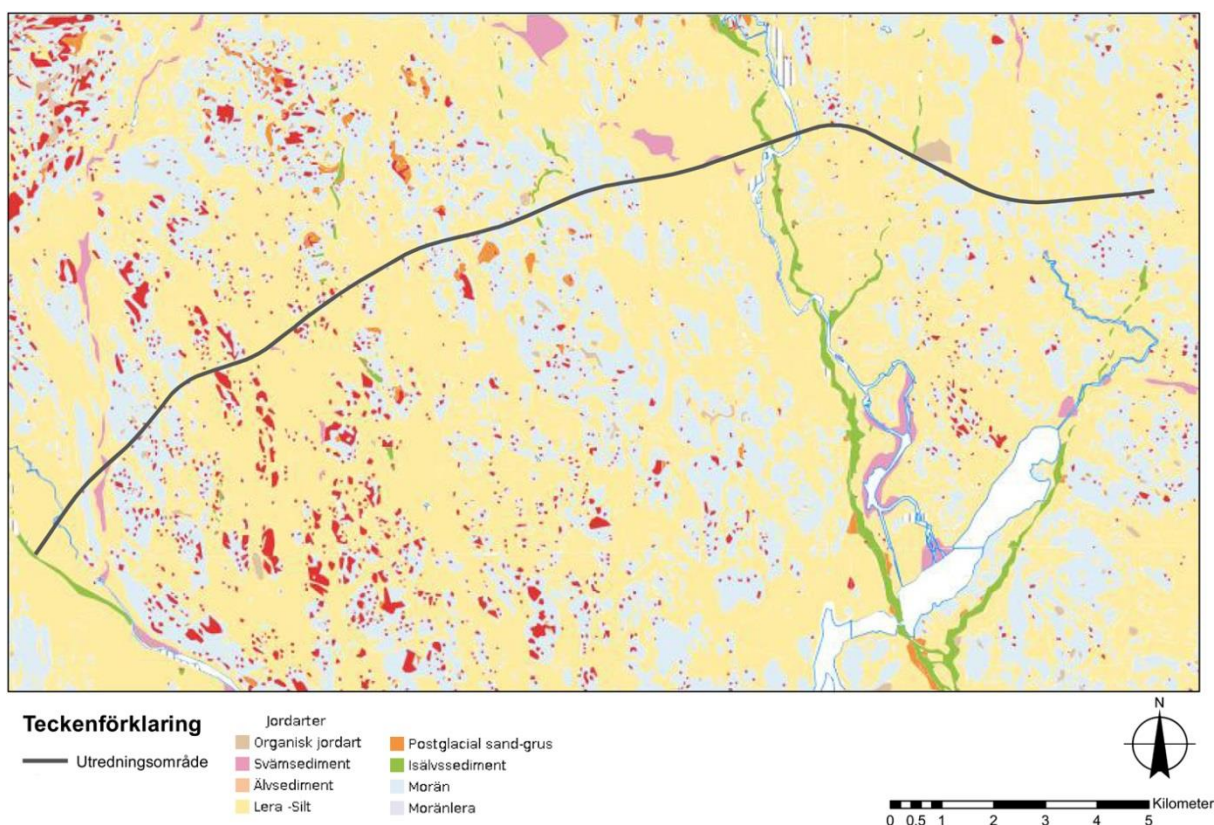 Teckenförklaring
Utredningsområde
Jordarter
Organisk jordart
Svämsediment
Älvsediment
Lera -Silt
Postglacial sand-grus
Isälvssediment
Morän
Moränlera
N
Kilometer
0 0.5 1 2 3 4 5